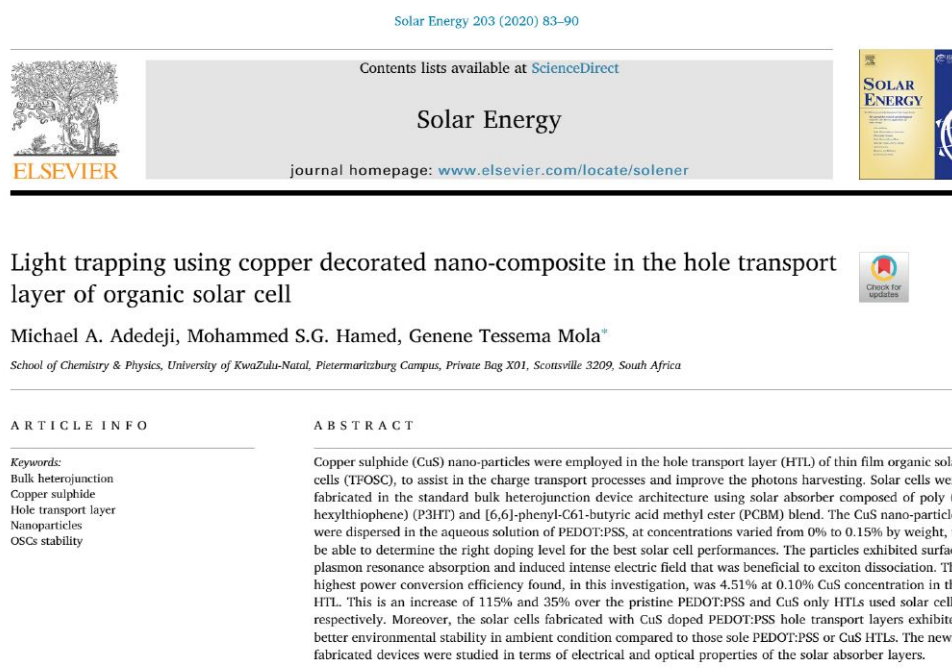 Solar Energy 203 (2020) 83–90
Contents lists available at ScienceDirect
Solar Energy
journal homepage: www.elsevier.com/locate/solener
ELSEVIER
SOLAR
ENERGY
Light trapping using copper decorated nano-composite in the hole transport
layer of organic solar cell
Check for
updates
Michael A. Adedeji, Mohammed S.G. Hamed, Genene Tessema Mola*
School of Chemistry & Physics, University of KwaZulu-Natal, Pietermaritzburg Campus, Private Bag X01, Scottsville 3209, South Africa
ARTICLE INFO
Keywords:
Bulk heterojunction
Copper sulphide
Hole transport layer
Nanoparticles
OSCs stability
ABSTRACT
Copper sulphide (CuS) nano-particles were employed in the hole transport layer (HTL) of thin film organic sola
cells (TFOSC), to assist in the charge transport processes and improve the photons harvesting. Solar cells we
fabricated in the standard bulk heterojunction device architecture using solar absorber composed of poly (
hexylthiophene) (P3HT) and [6,6]-phenyl-C61-butyric acid methyl ester (PCBM) blend. The CuS nano-particle
were dispersed in the aqueous solution of PEDOT:PSS, at concentrations varied from 0% to 0.15% by weight,
be able to determine the right doping level for the best solar cell performances. The particles exhibited surfac
plasmon resonance absorption and induced intense electric field that was beneficial to exciton dissociation. Th
highest power conversion efficiency found, in this investigation, was 4.51% at 0.10% CuS concentration in th
HTL. This is an increase of 115% and 35% over the pristine PEDOT:PSS and CuS only HTLs used solar cell
respectively. Moreover, the solar cells fabricated with CuS doped PEDOT:PSS hole transport layers exhibite
better environmental stability in ambient condition compared to those sole PEDOT:PSS or CuS HTLs. The new
fabricated devices were studied in terms of electrical and optical properties of the solar absorber layers.